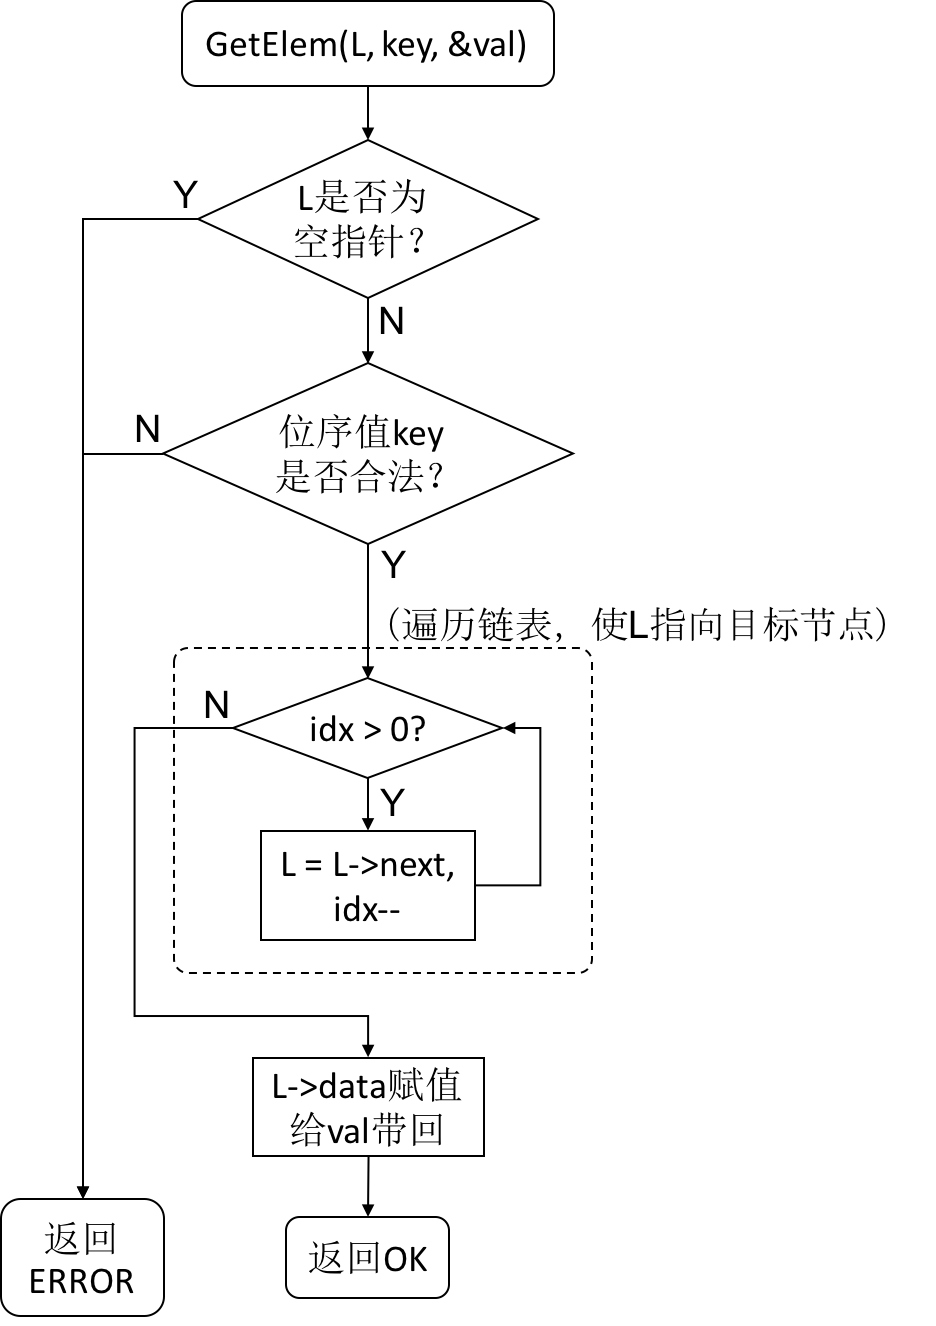 GetElem(L, key, &val)
L是否为
空指针？
Y
N
位序值key
是否合法？
N
Y
（遍历链表，使L指向目标节点）
idx > 0?
N
Y
L = L->next,
idx--
L->data赋值
给val带回
返回
ERROR
返回OK